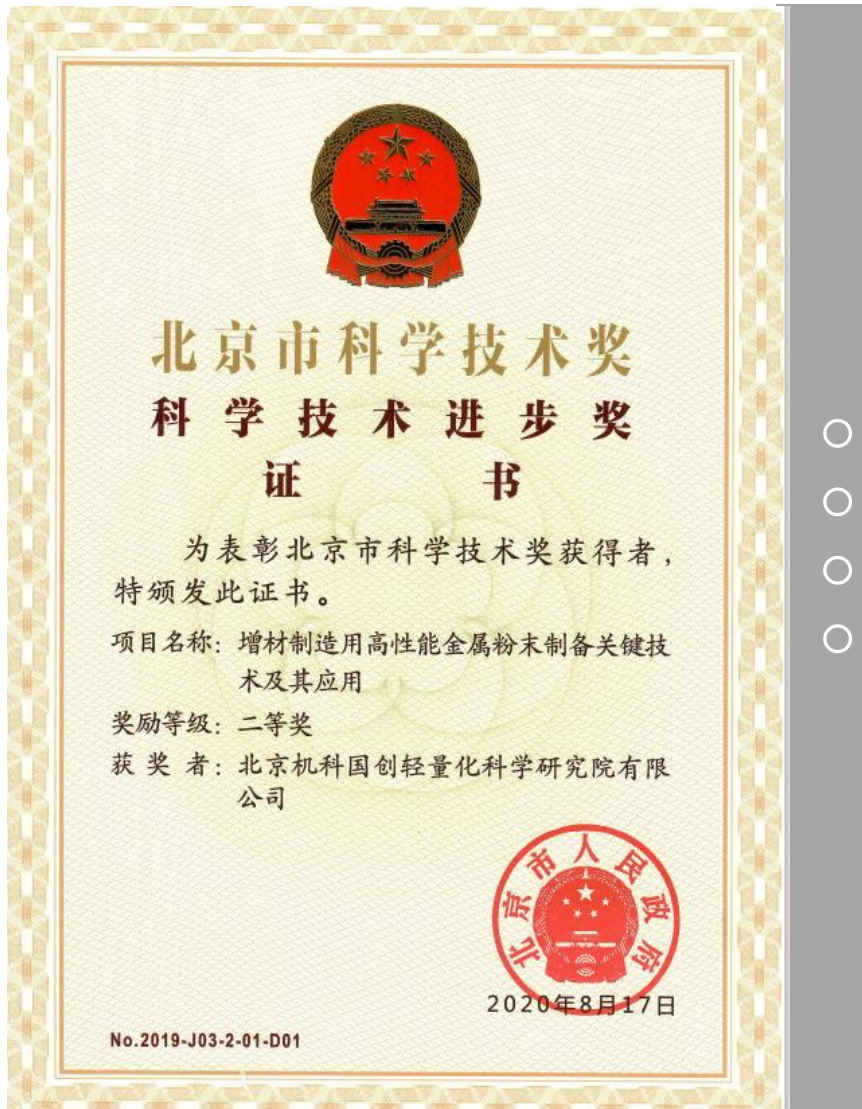 北京市科学技术奖
科学技术进步奖
证 书
为表彰北京市科学技术奖获得者，
特颁发此证书。
项目名称：增材制造用高性能金属粉末制备关键技
术及其应用
奖励等级：二等奖
获 奖 者：北京机科国创轻量化科学研究院有限
公司
北京市人民政府
2020年8月17日
No.2019-J03-2-01-D01